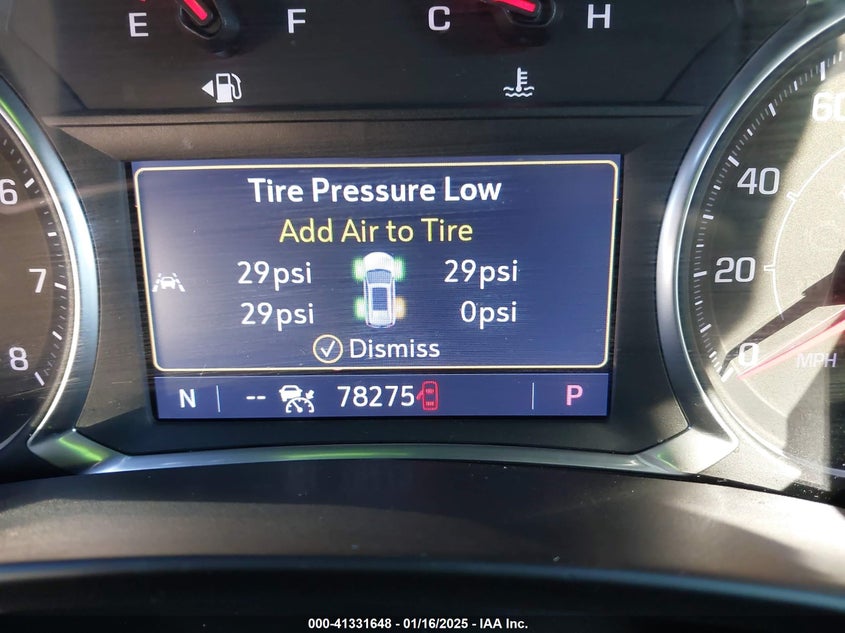 E F C H
6
7
8
60
40
20
0
MPH
Tire Pressure Low
Add Air to Tire
29psi 29psi
29psi 0psi
Dismiss
N -- 78275 P
000-41331648 - 01/16/2025 - IAA Inc.